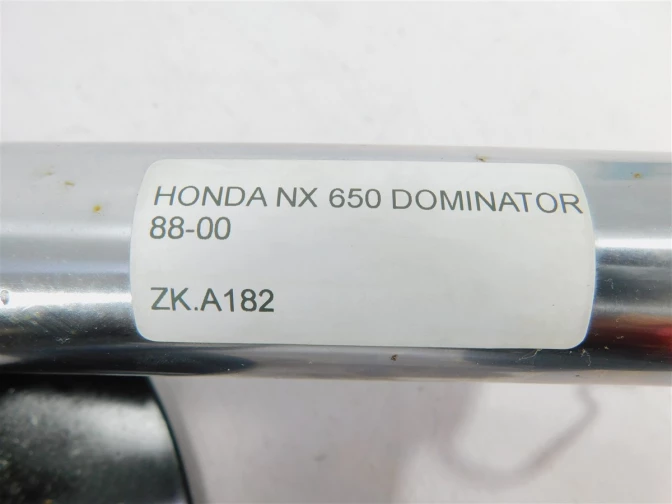 HONDA NX 650 DOMINATOR
88-00
ZK.A182